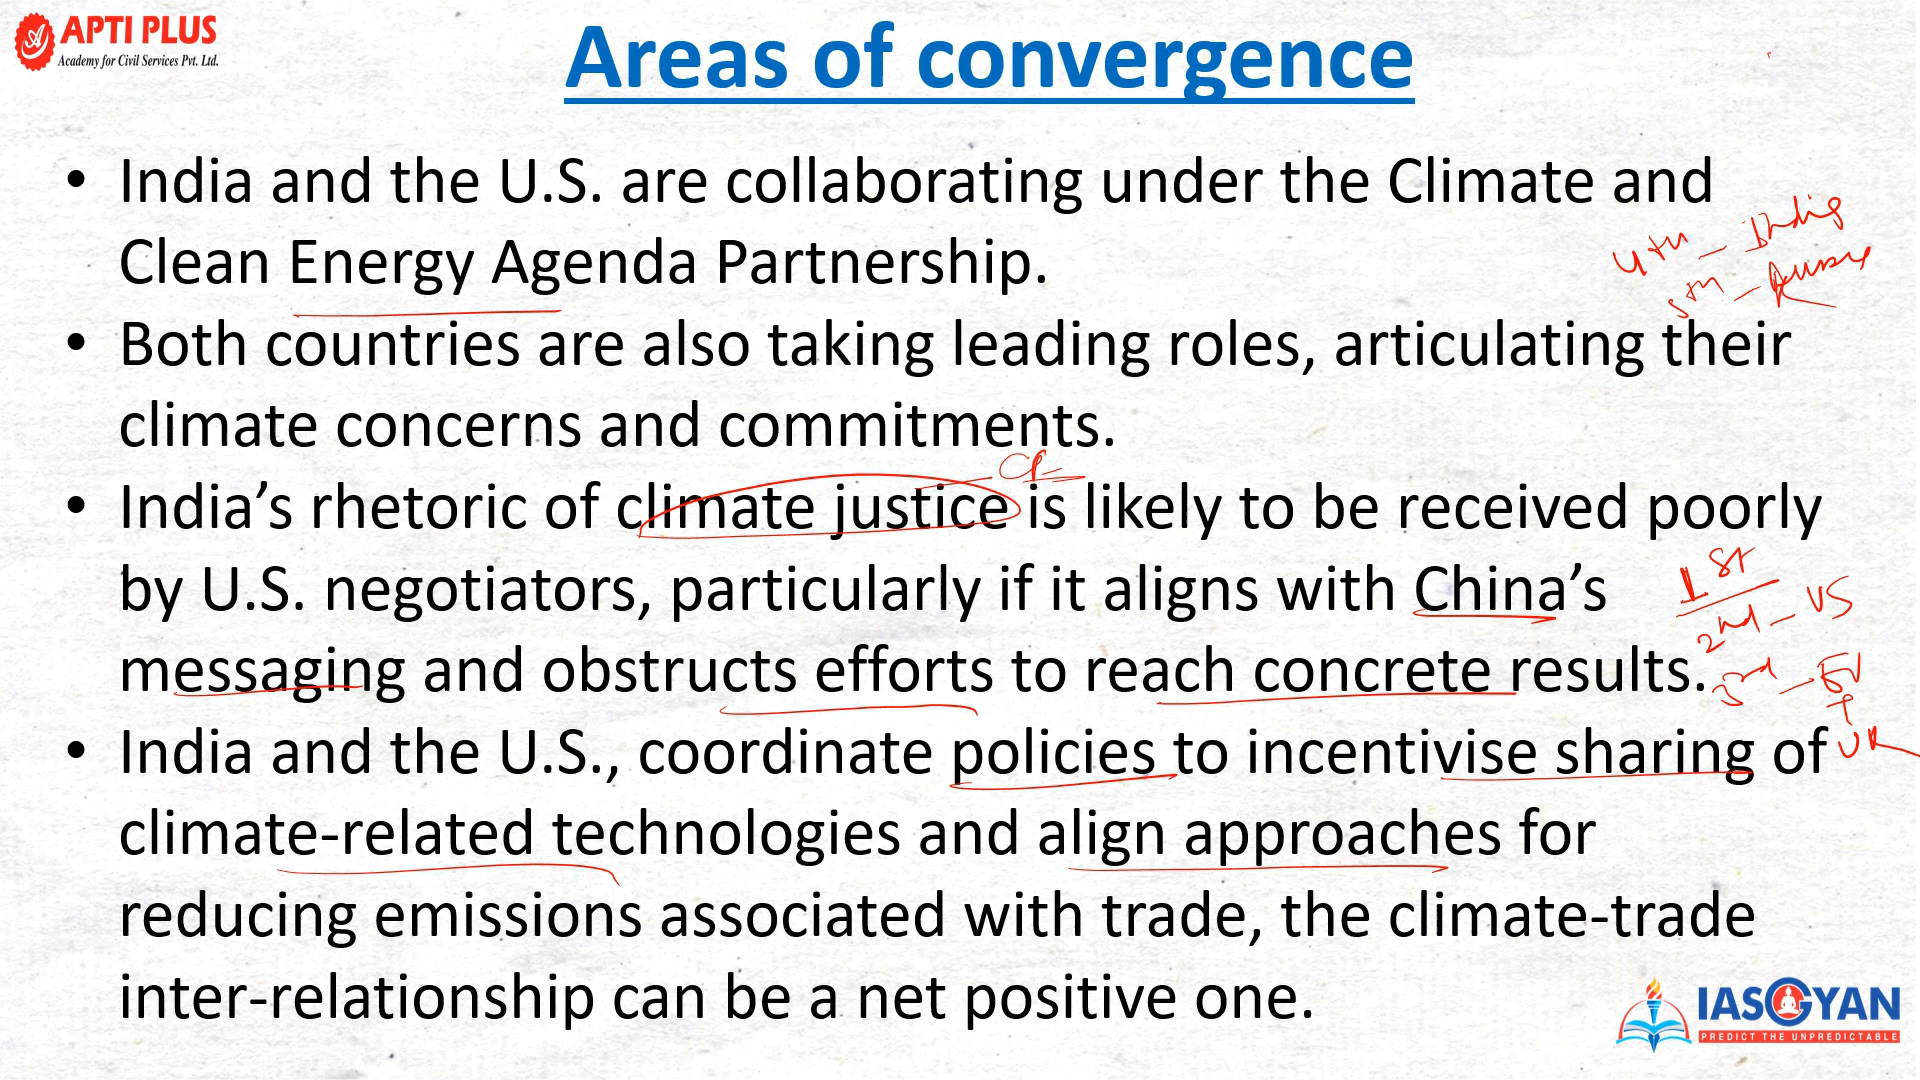 APTI PLUS
Academy for Civil Services Pvt. Ltd.
Areas of convergence
• India and the U.S. are collaborating under the Climate and
Clean Energy Agenda Partnership.
4th – India
5th – Russia
• Both countries are also taking leading roles, articulating their
climate concerns and commitments.
• India’s rhetoric of climate justice is likely to be received poorly
by U.S. negotiators, particularly if it aligns with China’s
messaging and obstructs efforts to reach concrete results.
1st
2nd – US
3rd – EU
+
UK
• India and the U.S., coordinate policies to incentivise sharing of
climate-related technologies and align approaches for
reducing emissions associated with trade, the climate-trade
inter-relationship can be a net positive one.
IASGYAN
PREDICT THE UNPREDICTABLE